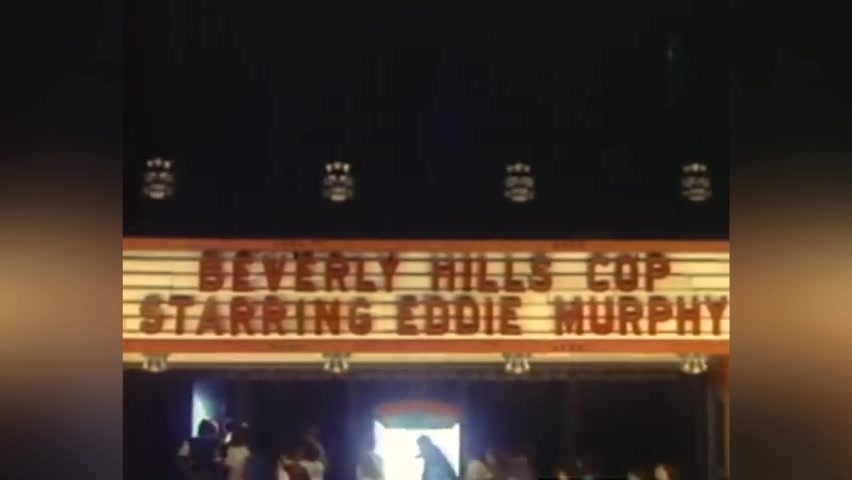 BEVERLY HILLS COP
STARRING EDDIE MURPHY